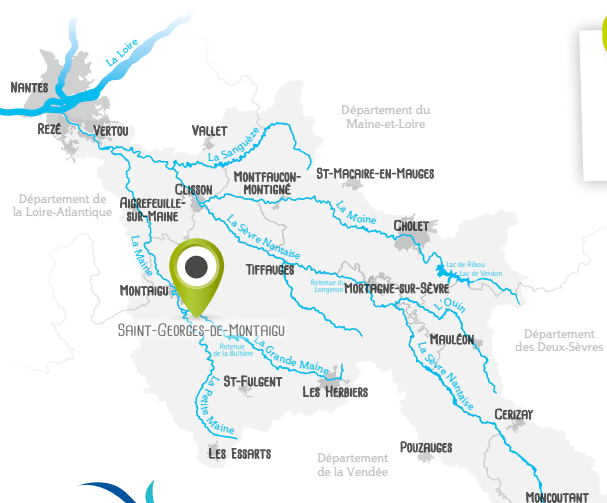 La Loire
Nantes
Rezé
Vertou
Vallet
La Sanguèze
Département du
Maine-et-Loire
St-Macaire-en-Mauges
Montfaucon-
Montigné
Clisson
Département de
la Loire-Atlantique
Aigrefeuille-
sur-Maine
La Moine
Cholet
La Sèvre Nantaise
La Maine
Lac de Ribou
Lac de Verdon
Tiffauges
Retenue du
Longeron
Mortagne-sur-Sèvre
Montaigu
L'Ouin
Saint-Georges-de-Montaigu
Mauléon
Département
des Deux-Sèvres
Retenue
de la Bultière
La Grande Maine
La Sèvre Nantaise
St-Fulgent
Les Herbiers
La Petite Maine
Cerizay
Les Essarts
Pouzauges
Département
de la Vendée
Moncoutant